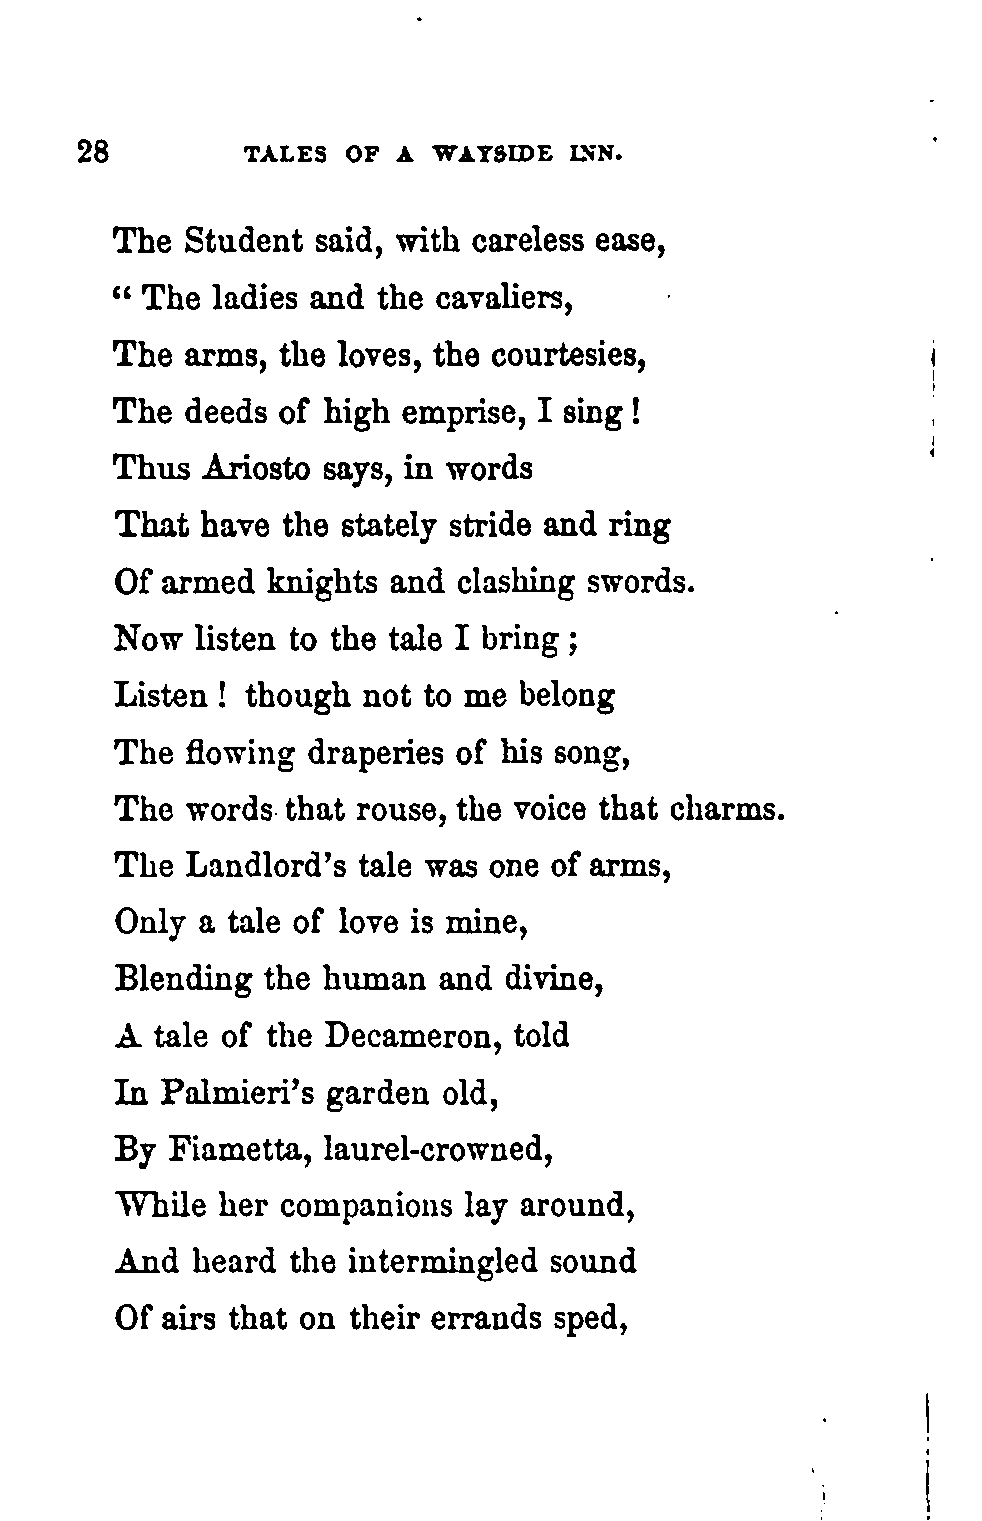 28 TALES OF A WAYSIDE INN.
The Student said, with careless ease,
“ The ladies and the cavaliers,
The arms, the loves, the courtesies,
The deeds of high emprise, I sing !
Thus Ariosto says, in words
That have the stately stride and ring
Of armed knights and clashing swords.
Now listen to the tale I bring ;
Listen ! though not to me belong
The flowing draperies of his song,
The words that rouse, the voice that charms.
The Landlord’s tale was one of arms,
Only a tale of love is mine,
Blending the human and divine,
A tale of the Decameron, told
In Palmieri’s garden old,
By Fiametta, laurel-crowned,
While her companions lay around,
And heard the intermingled sound
Of airs that on their errands sped,